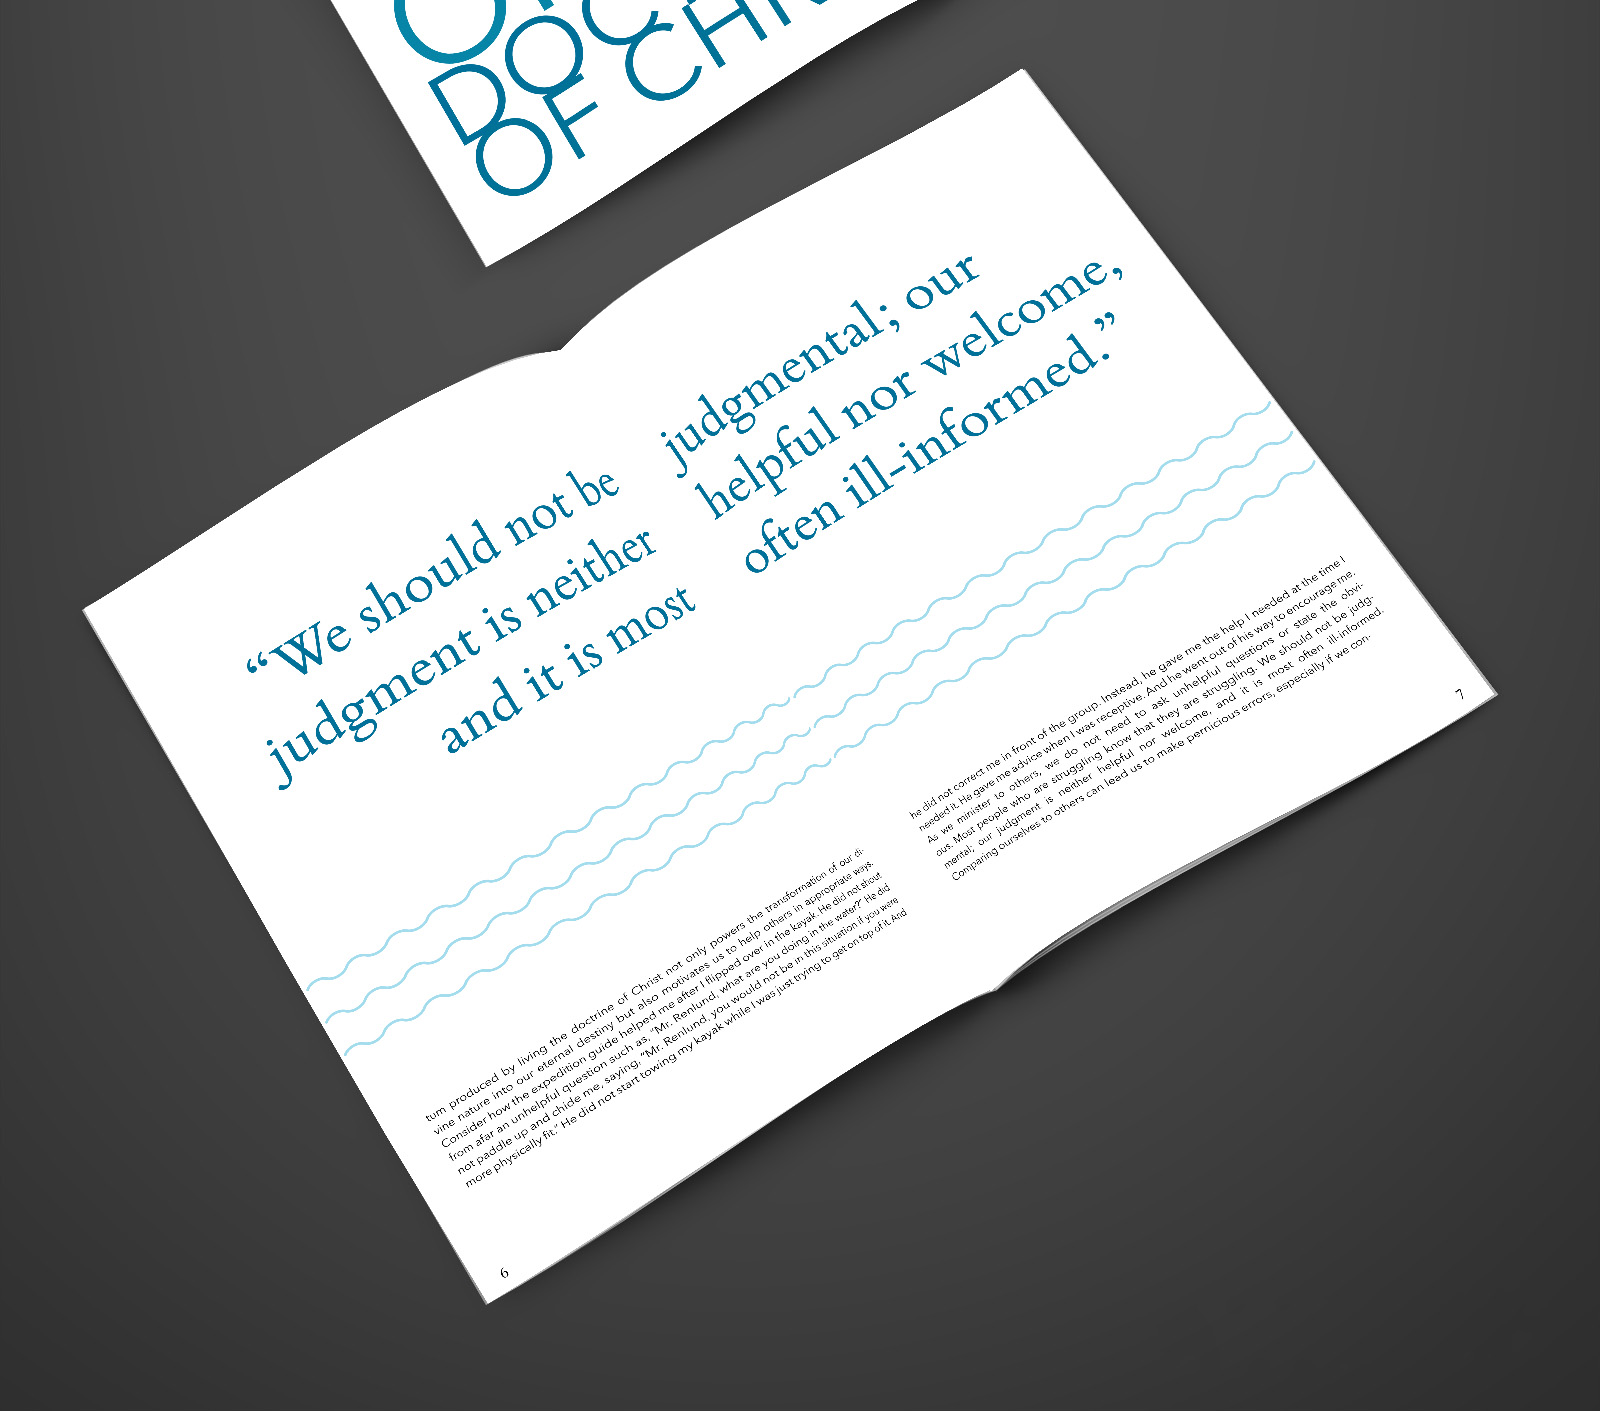 DOC
OF CHR
“We should not be judgmental; our
judgment is neither helpful nor welcome,
and it is most often ill-informed.”
tum produced by living the doctrine of Christ not only powers the transformation of our di-
vine nature into our eternal destiny but also motivates us to help others in appropriate ways.
Consider how the expedition guide helped me after I flipped over in the kayak. He did not shout
from afar an unhelpful question such as, “Mr. Renlund, what are you doing in the water?” He did
not paddle up and chide me, saying, “Mr. Renlund, you would not be in this situation if you were
more physically fit.” He did not start towing my kayak while I was just trying to get on top of it. And
6
he did not correct me in front of the group. Instead, he gave me the help I needed at the time I
needed it. He gave me advice when I was receptive. And he went out of his way to encourage me.
As we minister to others, we do not need to ask unhelpful questions or state the obvi-
ous. Most people who are struggling know that they are struggling. We should not be judg-
mental; our judgment is neither helpful nor welcome, and it is most often ill-informed.
Comparing ourselves to others can lead us to make pernicious errors, especially if we con-
7